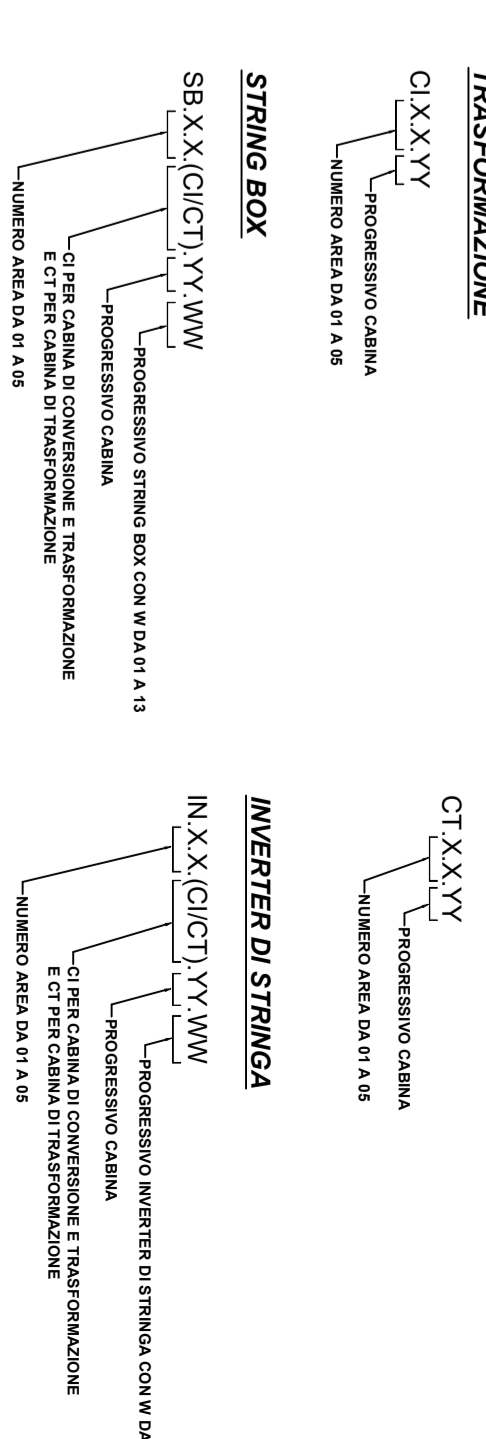 TRASFORMAZIONE
CI.X.X.YY
PROGRESSIVO CABINA
NUMERO AREA DA 01 A 05
CT.X.X.YY
PROGRESSIVO CABINA
NUMERO AREA DA 01 A 05
STRING BOX
SB.X.X.(CI/CT).YY.WW
PROGRESSIVO STRING BOX CON W DA 01 A 13
PROGRESSIVO CABINA
CI PER CABINA DI CONVERSIONE E TRASFORMAZIONE
E CT PER CABINA DI TRASFORMAZIONE
NUMERO AREA DA 01 A 05
INVERTER DI STRINGA
IN.X.X.(CI/CT).YY.WW
PROGRESSIVO INVERTER DI STRINGA CON W DA
PROGRESSIVO CABINA
CI PER CABINA DI CONVERSIONE E TRASFORMAZIONE
E CT PER CABINA DI TRASFORMAZIONE
NUMERO AREA DA 01 A 05